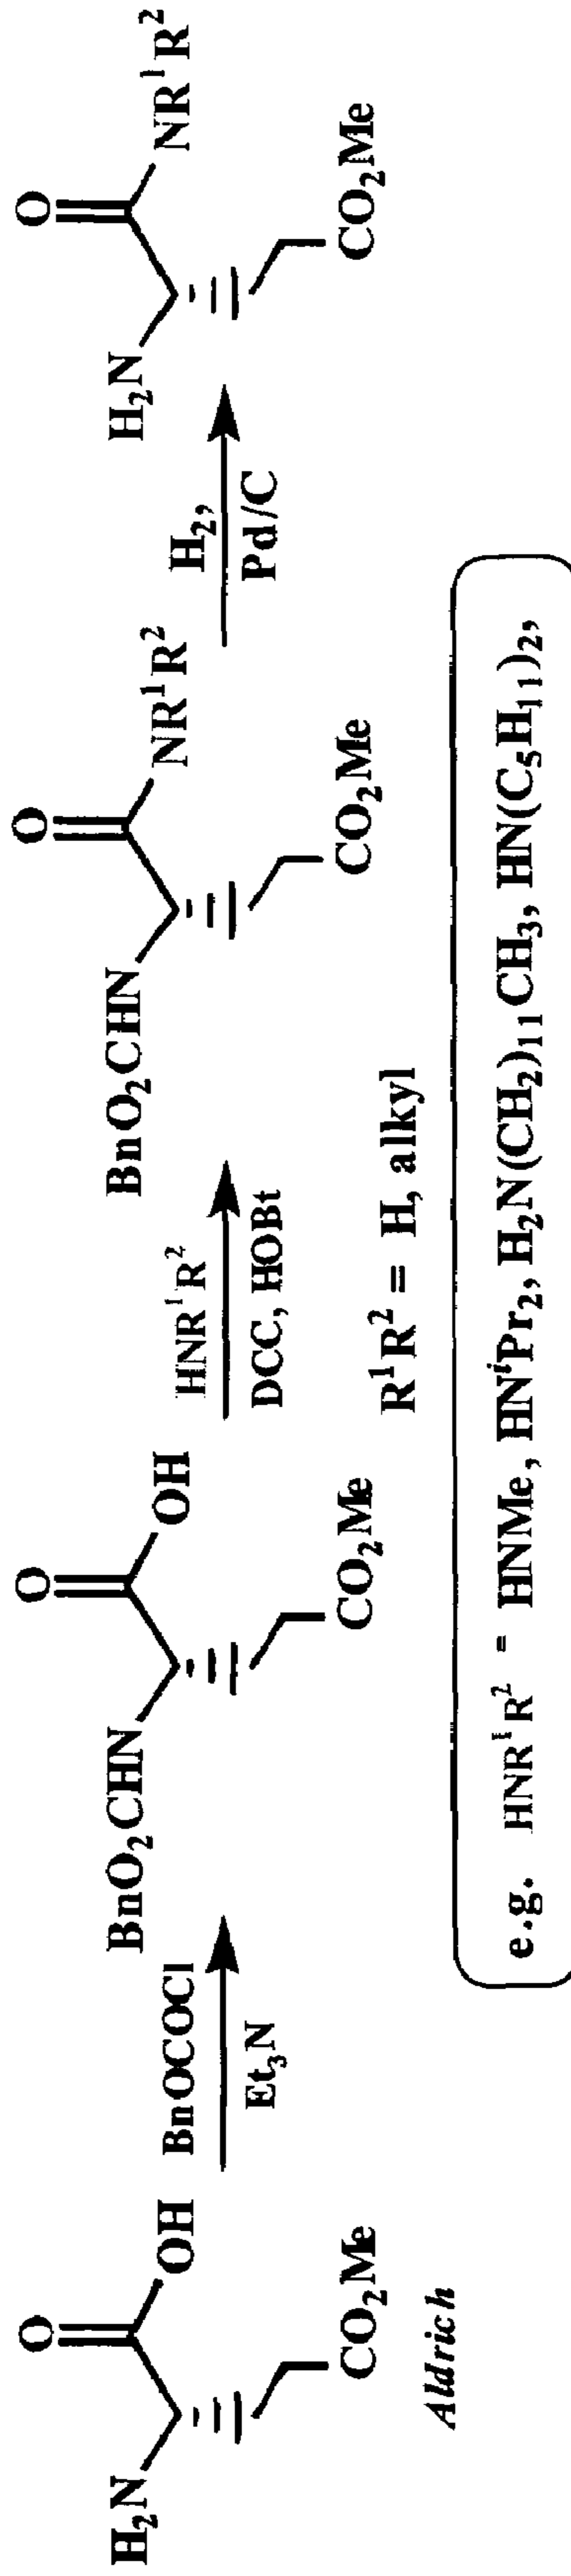 H₂N
O
OH
CO₂Me
Aldrich
BnOCOCl
Et₃N
BnO₂CHN
O
OH
CO₂Me
HNR¹R²
DCC, HOBt
BnO₂CHN
O
NR¹R²
CO₂Me
R¹R² = H, alkyl
H₂,
Pd/C
H₂N
O
NR¹R²
CO₂Me
e.g. HNR¹R² = HNMe, HNⁱPr₂, H₂N(CH₂)₁₁CH₃, HN(C₅H₁₁)₂,